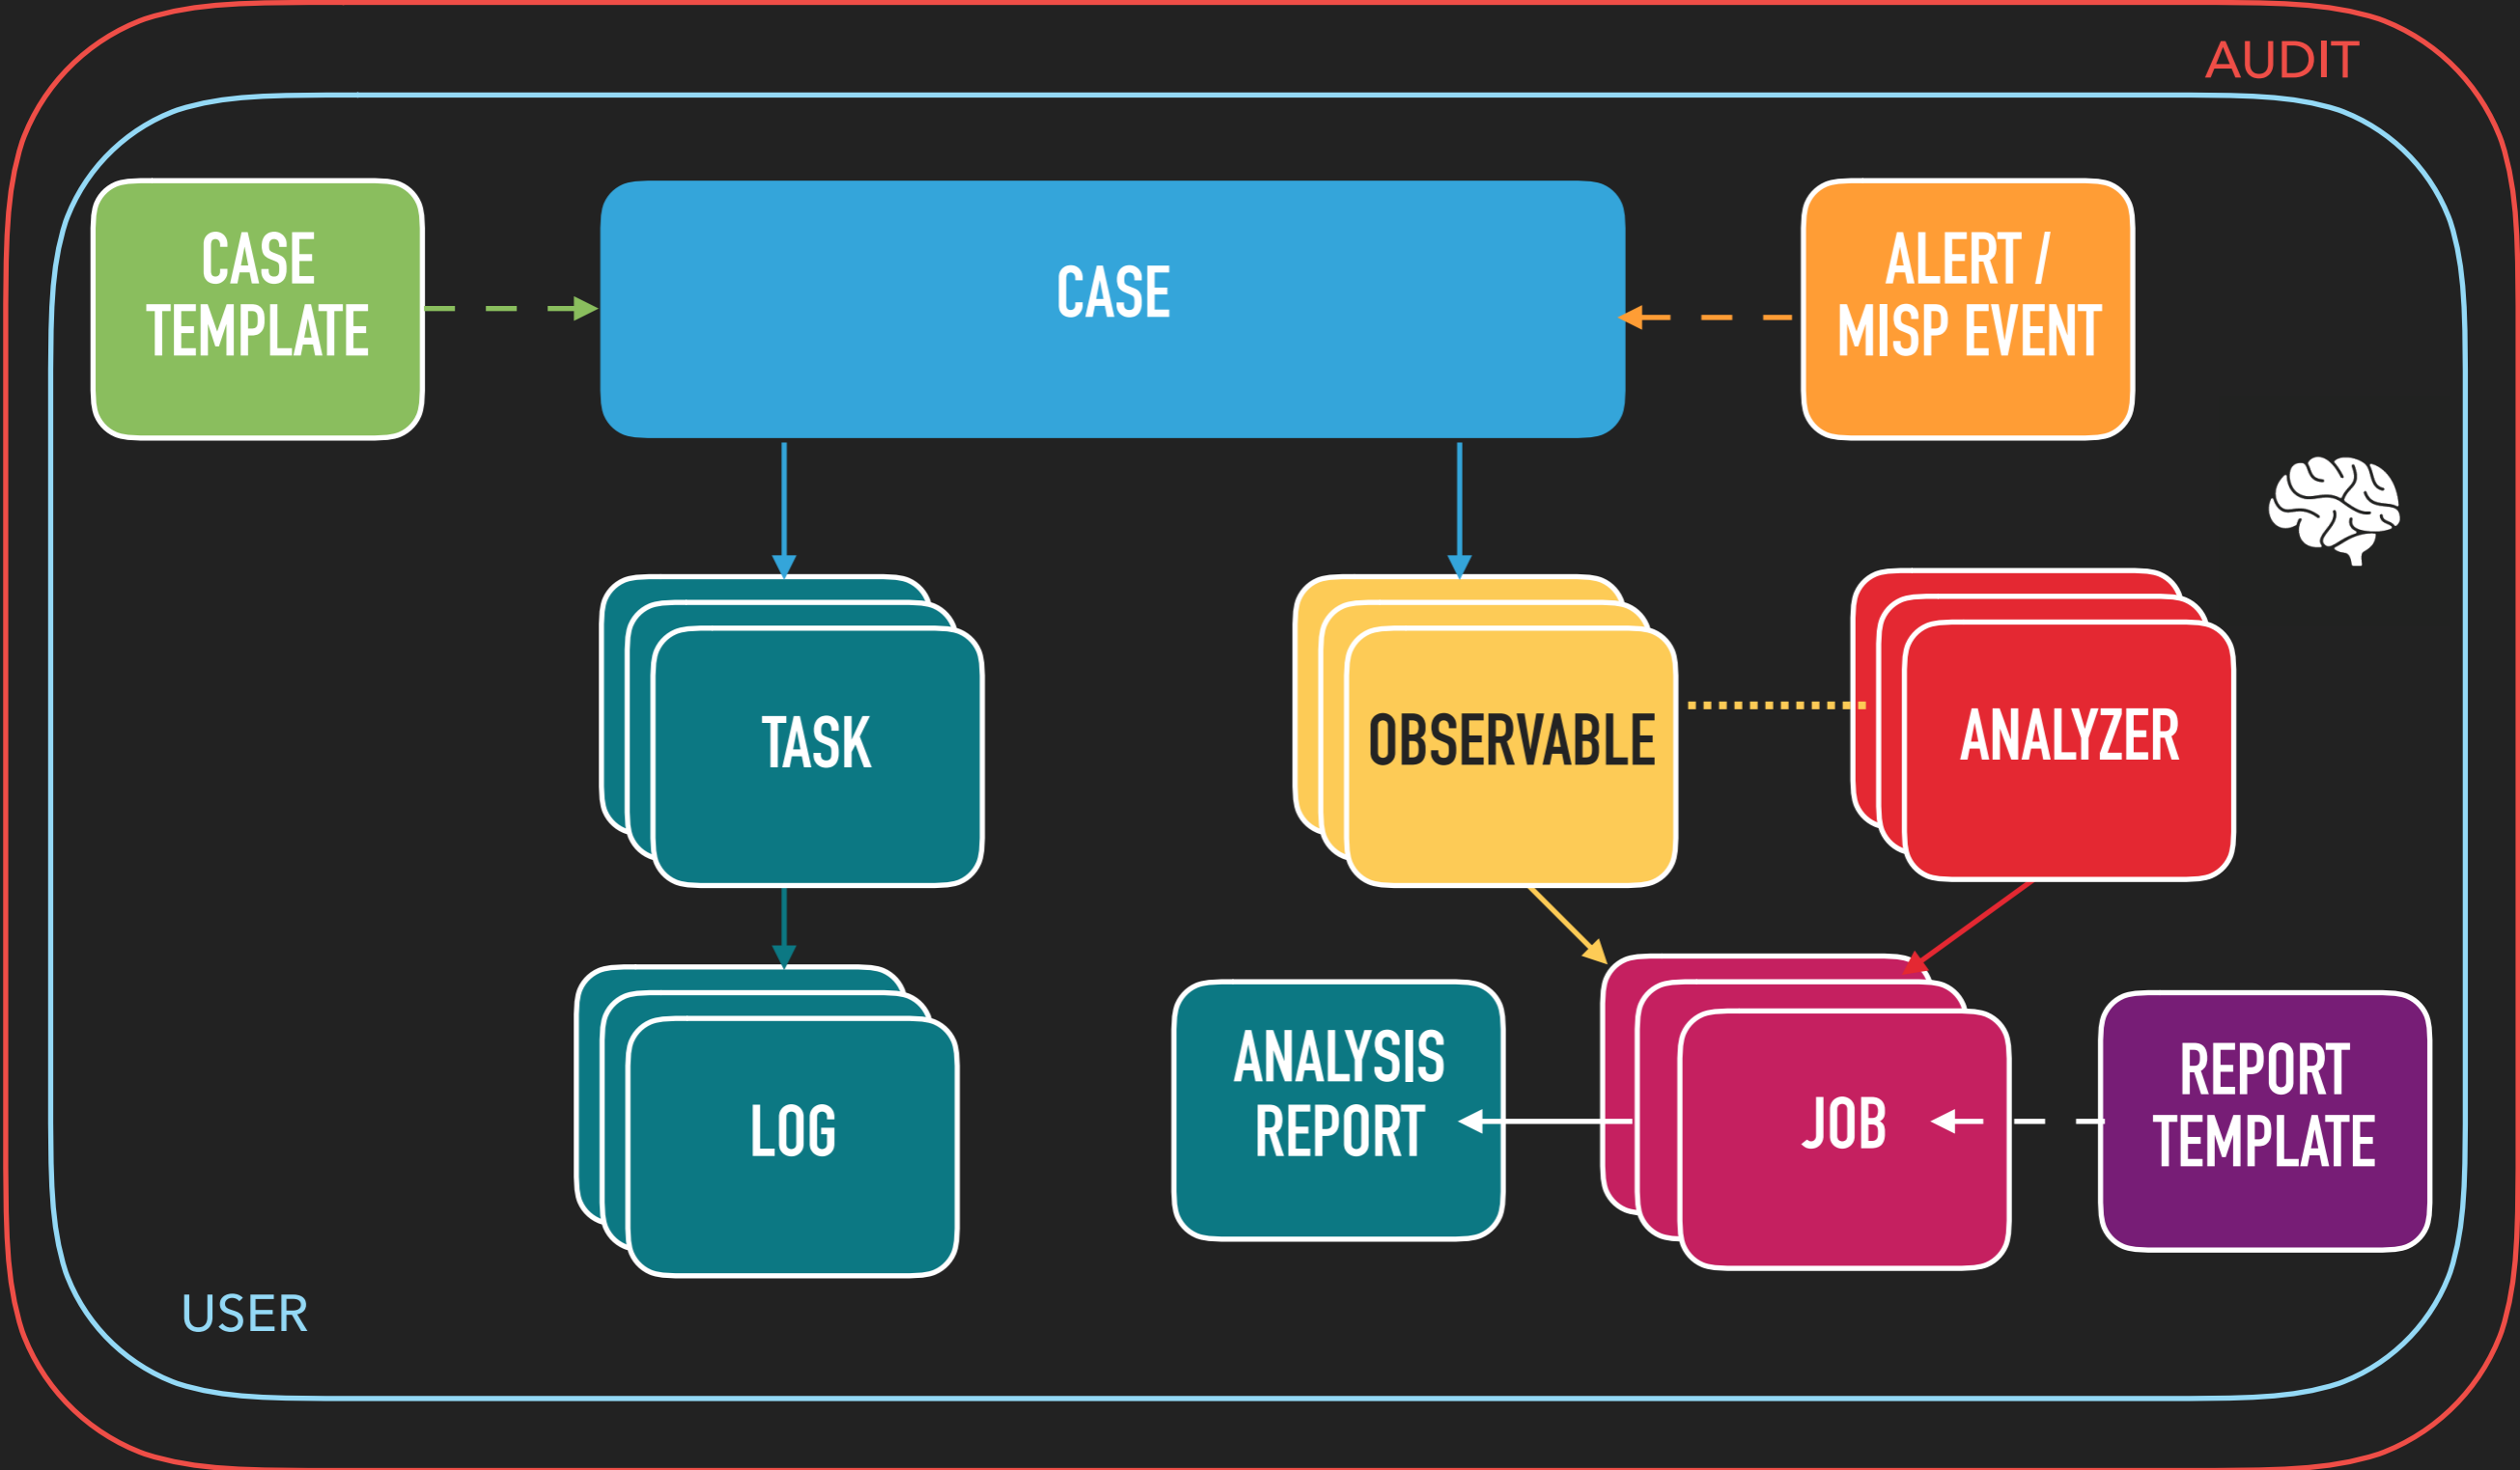 AUDIT
CASE
TEMPLATE
CASE
ALERT /
MISP EVENT
TASK
OBSERVABLE
ANALYZER
LOG
ANALYSIS
REPORT
JOB
REPORT
TEMPLATE
USER